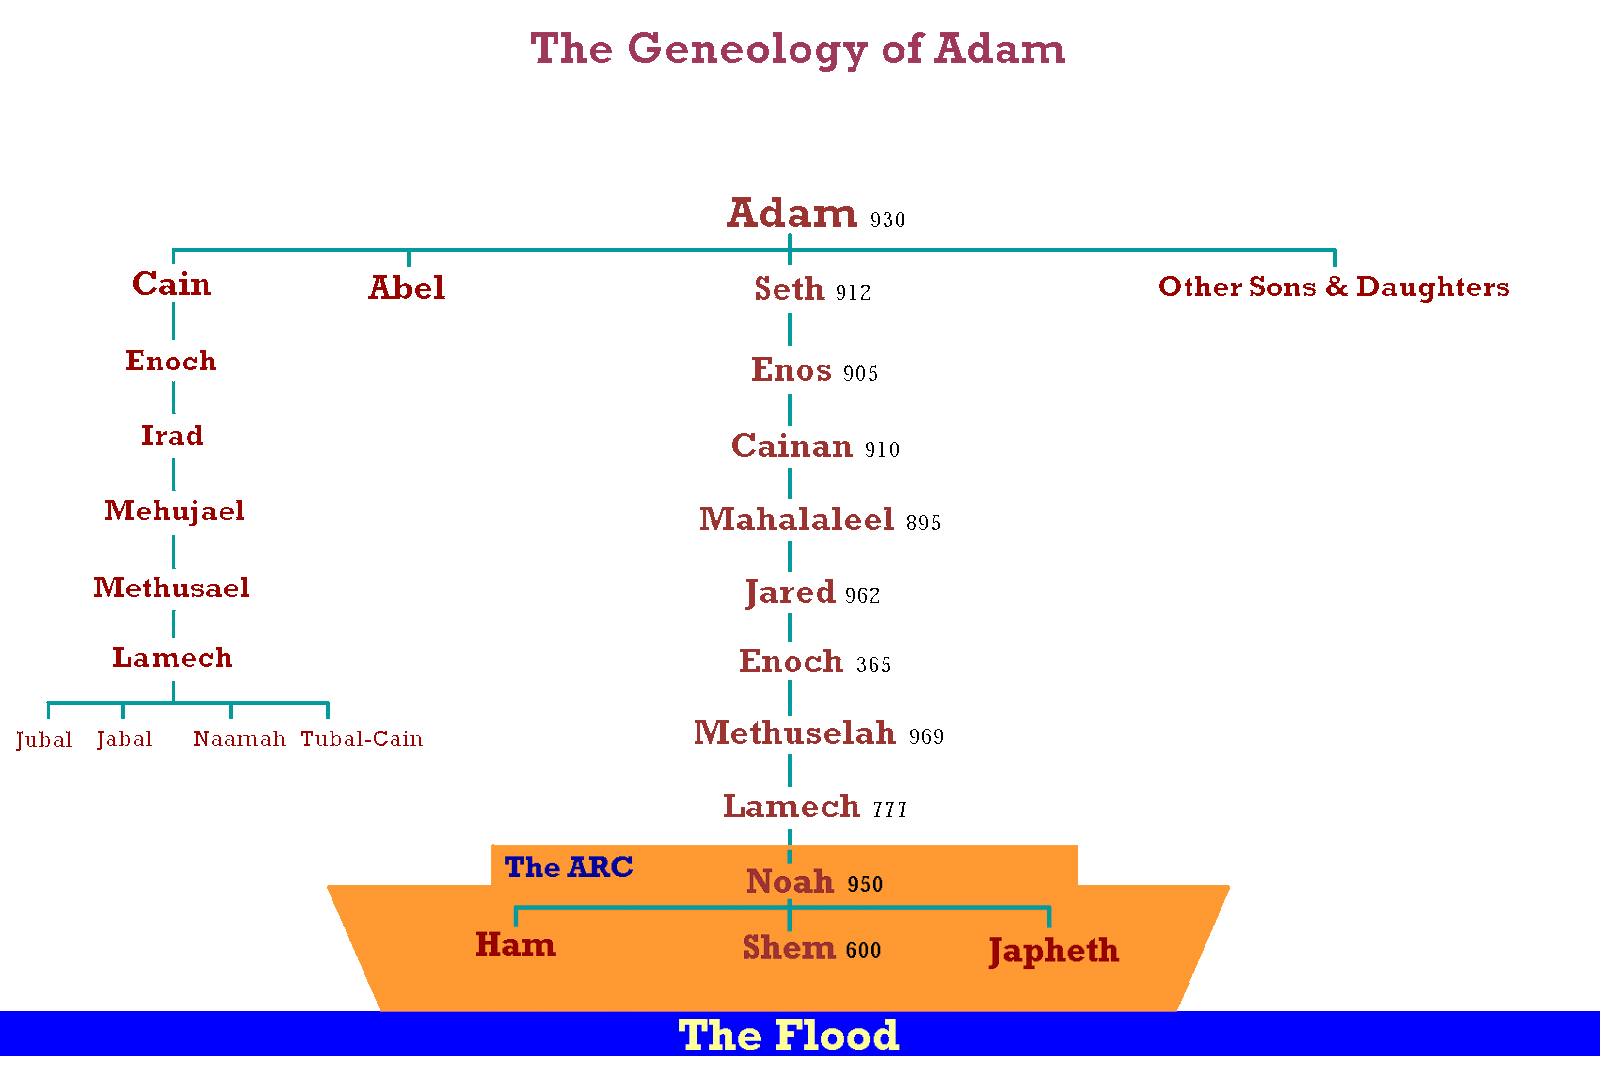 The Geneology of Adam
Adam 930
Cain Abel Seth 912 Other Sons & Daughters
Enoch Enos 905
Irad Cainan 910
Mehujael Mahalaleel 895
Methusael Jared 962
Lamech Enoch 365
Jubal Jabal Naamah Tubal-Cain Methuselah 969
Lamech 777
The ARC Noah 950
Ham Shem 600 Japheth
The Flood